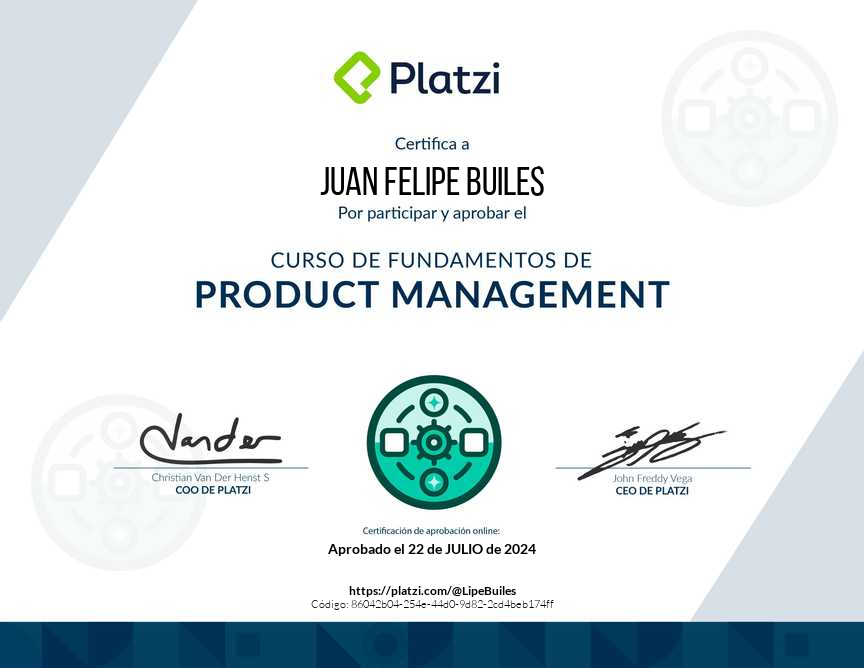 Platzi
Certifica a
JUAN FELIPE BUILES
Por participar y aprobar el
CURSO DE FUNDAMENTOS DE
PRODUCT MANAGEMENT
Vander
Christian Van Der Henst S
COO DE PLATZI
John Freddy Vega
CEO DE PLATZI
Certificación de aprobación online:
Aprobado el 22 de JULIO de 2024
https://platzi.com/@LipeBuiles
Código: 86042b04-254e-44d0-9d82-2cd4beb174ff